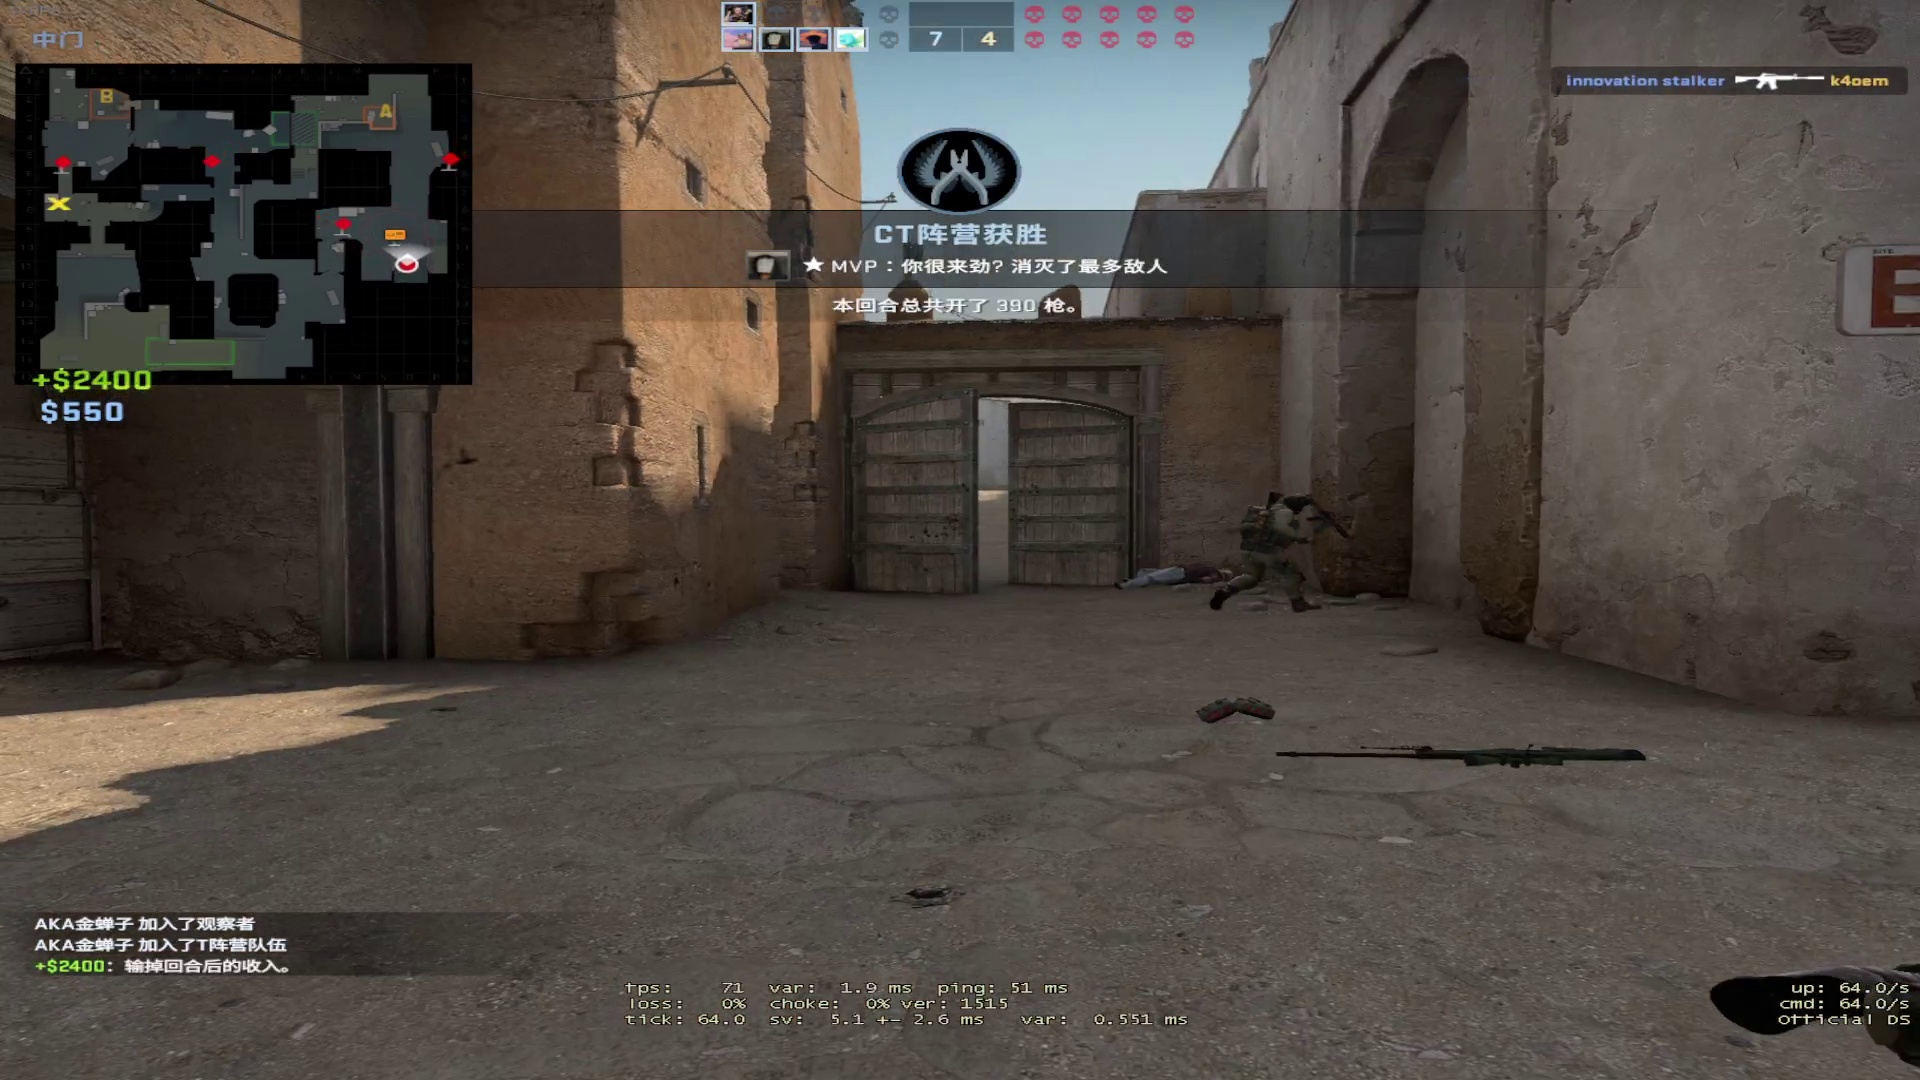 中门
B
A
+$2400
$550
7 4
innovation stalker k4oem
CT阵营获胜
★ MVP：你很来劲? 消灭了最多敌人
本回合总共开了 390 枪。
B
AKA金蝉子 加入了观察者
AKA金蝉子 加入了T阵营队伍
+$2400：输掉回合后的收入。
fps: 71 var: 1.9 ms ping: 51 ms
loss: 0% choke: 0% ver: 1515
tick: 64.0 sv: 5.1 +- 2.6 ms var: 0.551 ms
up: 64.0/s
cmd: 64.0/s
Official DS